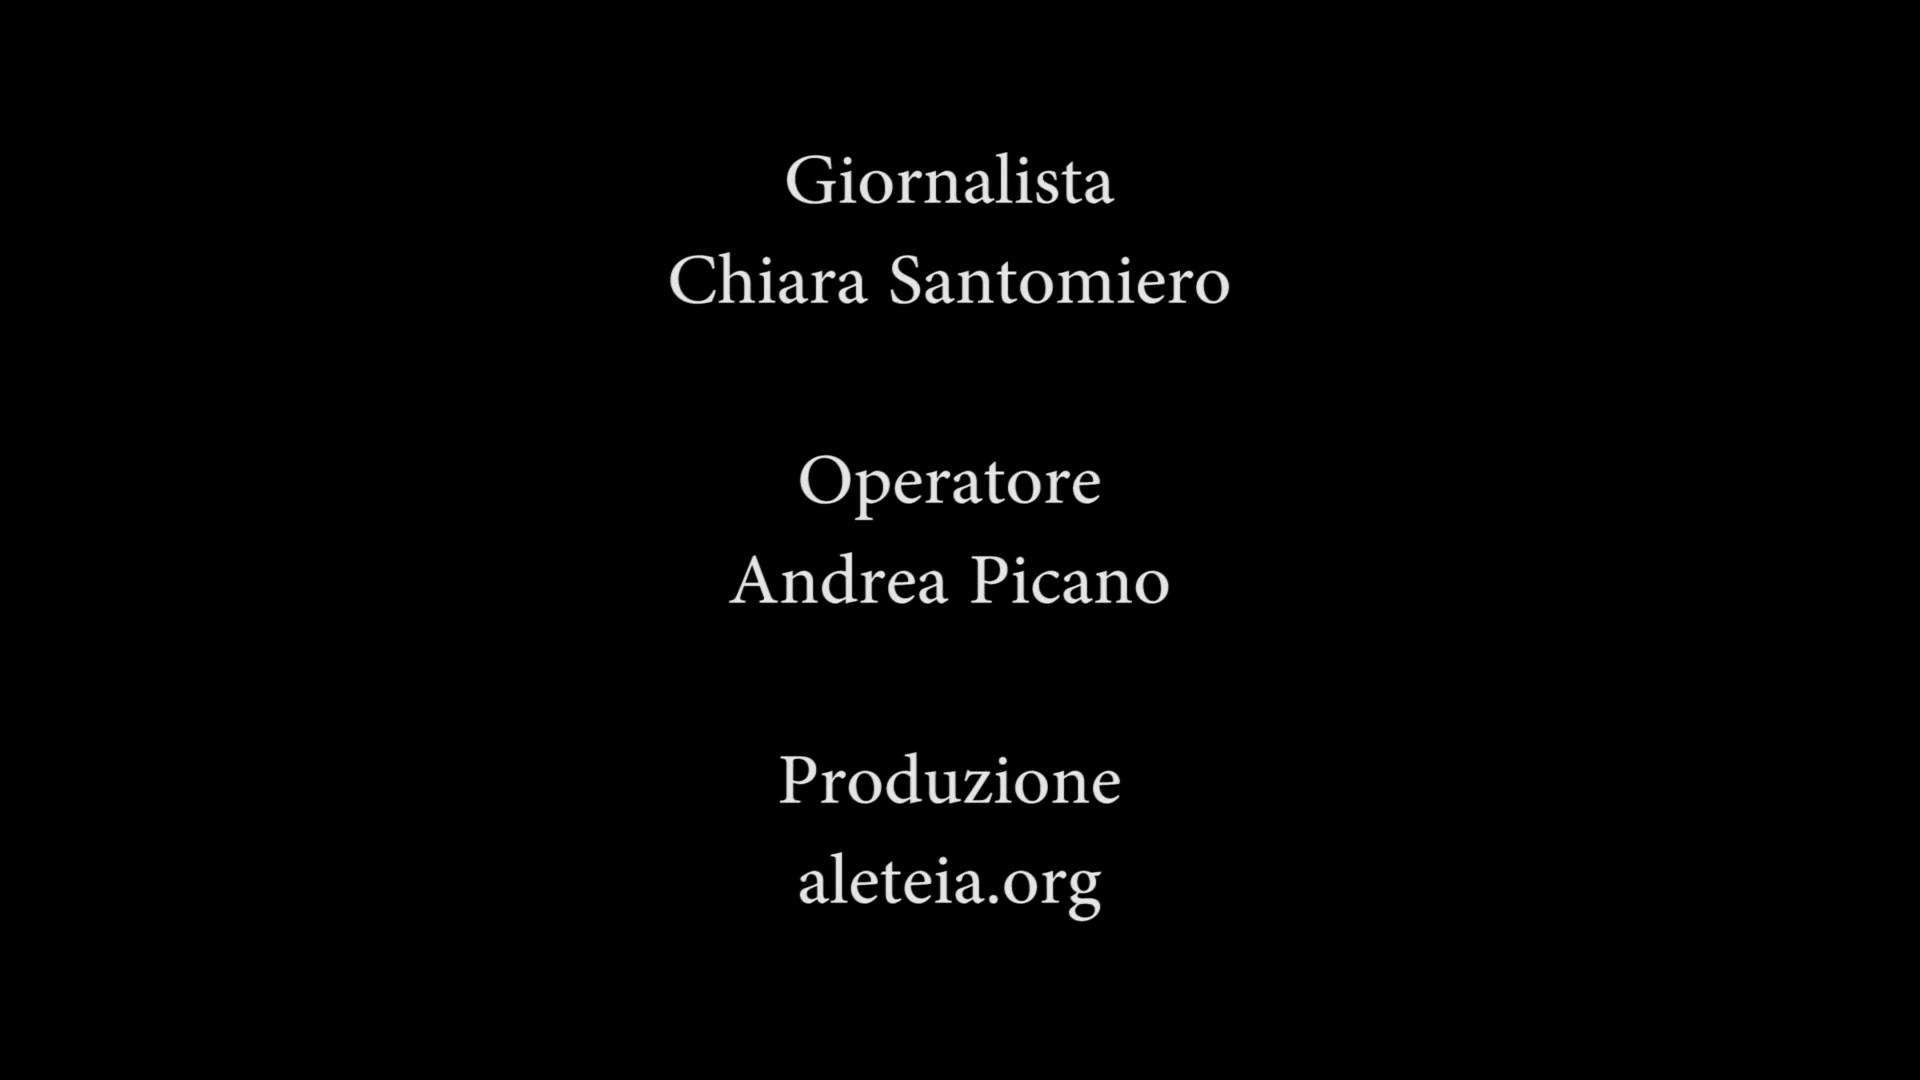 Giornalista
Chiara Santomiero
Operatore
Andrea Picano
Produzione
aleteia.org